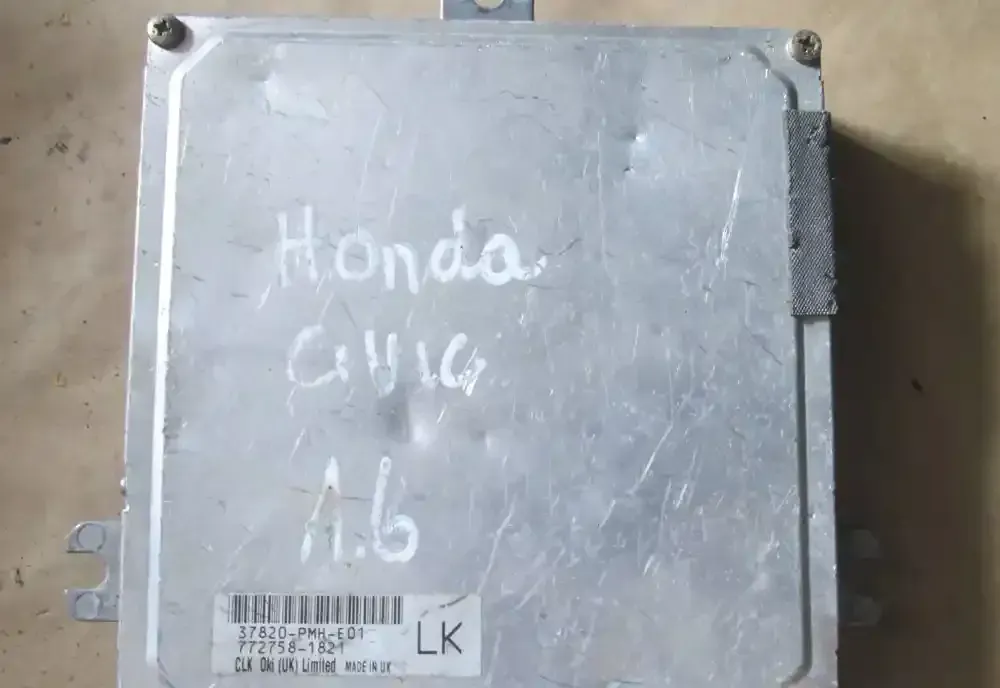 Honda
CIVIC
1.6
37820-PMH-E01
772758-1821
LK
CLK Oki (UK) Limited MADE IN UK